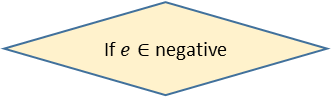 If e ∈ negative